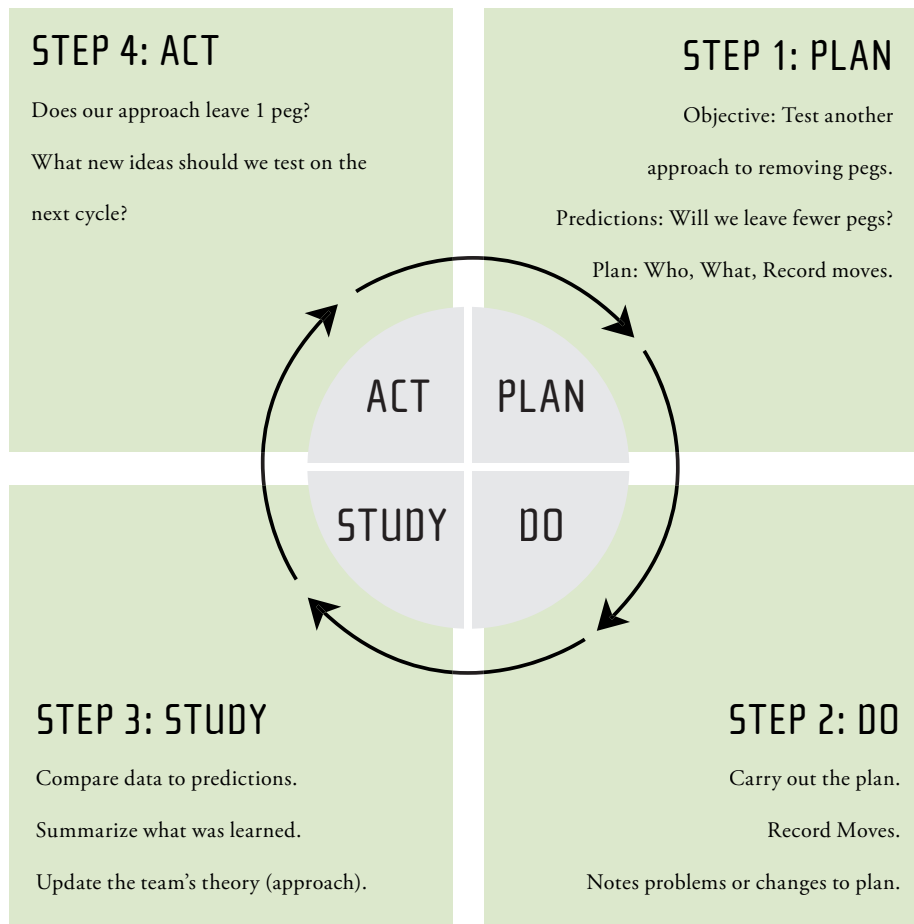 STEP 4: ACT
Does our approach leave 1 peg?
What new ideas should we test on the
next cycle?
STEP 1: PLAN
Objective: Test another
approach to removing pegs.
Predictions: Will we leave fewer pegs?
Plan: Who, What, Record moves.
ACT
PLAN
STUDY
DO
STEP 3: STUDY
Compare data to predictions.
Summarize what was learned.
Update the team's theory (approach).
STEP 2: DO
Carry out the plan.
Record Moves.
Notes problems or changes to plan.